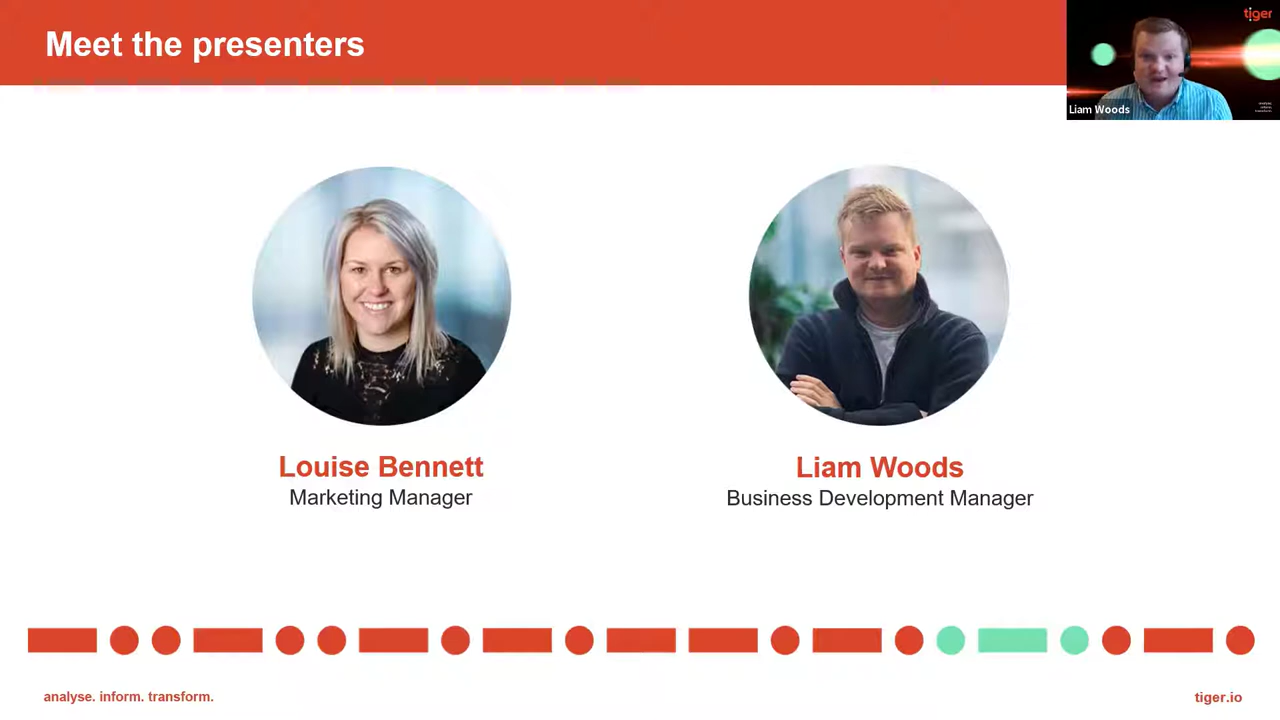 Meet the presenters
tiger
Liam Woods
Louise Bennett
Marketing Manager
Liam Woods
Business Development Manager
analyse. inform. transform.
tiger.io